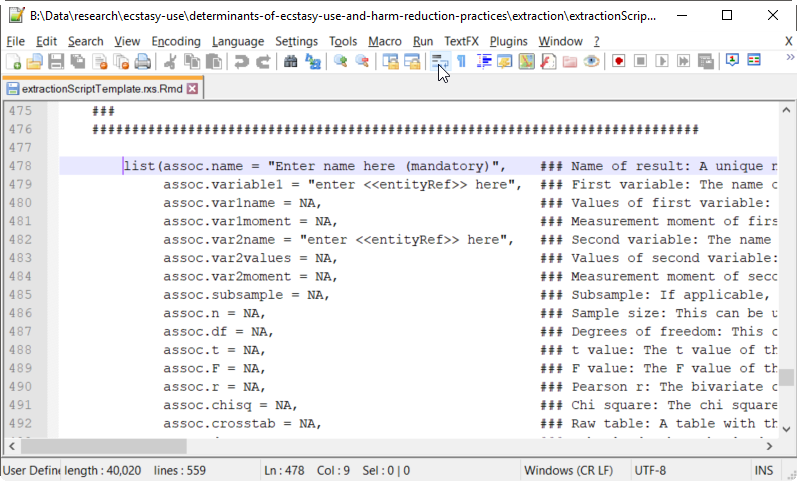 B:\Data\research\ecstasy-use\determinants-of-ecstasy-use-and-harm-reduction-practices\extraction\extractionScrip...
File Edit Search View Encoding Language Settings Tools Macro Run TextFX Plugins Window ? X
extractionScriptTemplate.rxs.Rmd
475 ###
476 ############################################################################
477
478 list(assoc.name = "Enter name here (mandatory)", ### Name of result: A unique n
479 assoc.variable1 = "enter <<entityRef>> here", ### First variable: The name o
480 assoc.var1name = NA, ### Values of first variable:
481 assoc.var1moment = NA, ### Measurement moment of firs
482 assoc.var2name = "enter <<entityRef>> here", ### Second variable: The name
483 assoc.var2values = NA, ### Values of second variable:
484 assoc.var2moment = NA, ### Measurement moment of seco
485 assoc.subsample = NA, ### Subsample: If applicable,
486 assoc.n = NA, ### Sample size: This can be u
487 assoc.df = NA, ### Degrees of freedom: This c
488 assoc.t = NA, ### t value: The t value of th
489 assoc.F = NA, ### F value: The F value of th
490 assoc.r = NA, ### Pearson r: The bivariate c
491 assoc.chisq = NA, ### Chi square: The chi square
492 assoc.crosstab = NA, ### Raw table: A table with th
User Define length : 40,020 lines : 559 Ln : 478 Col : 9 Sel : 0 | 0 Windows (CR LF) UTF-8 INS